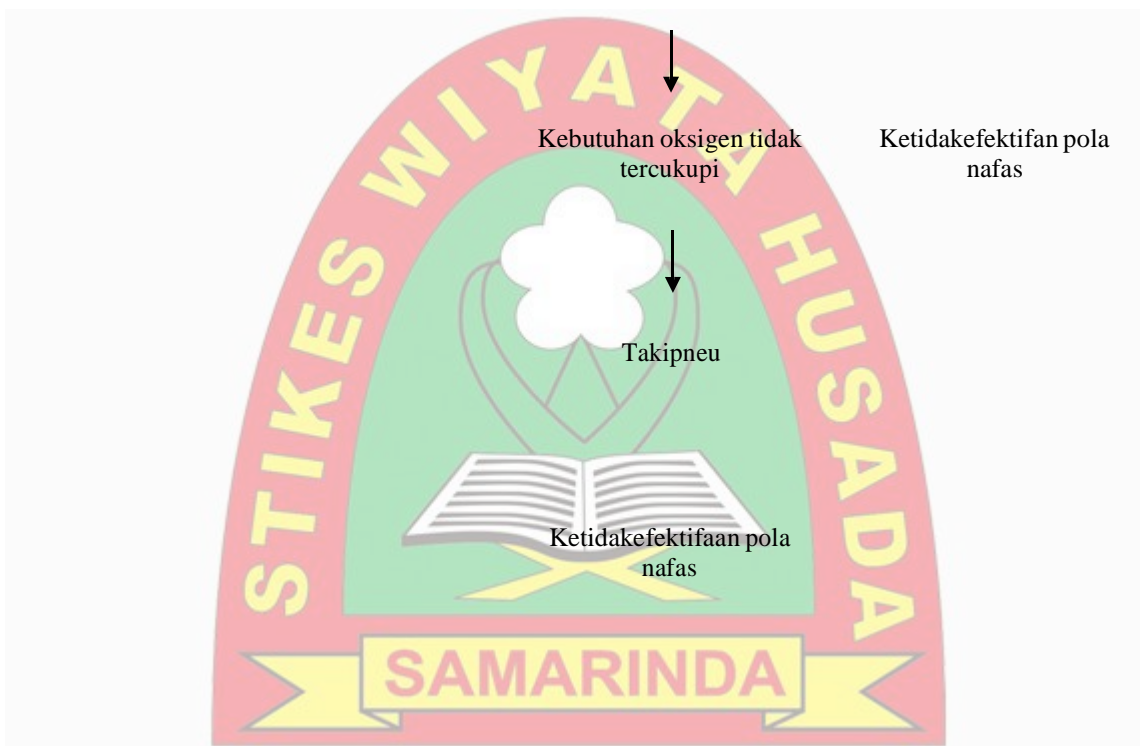 STIKES WIYATA HUSADA
Kebutuhan oksigen tidak
tercukupi
Ketidakefektifan pola
nafas
Takipneu
Ketidakefektifaan pola
nafas
SAMARINDA